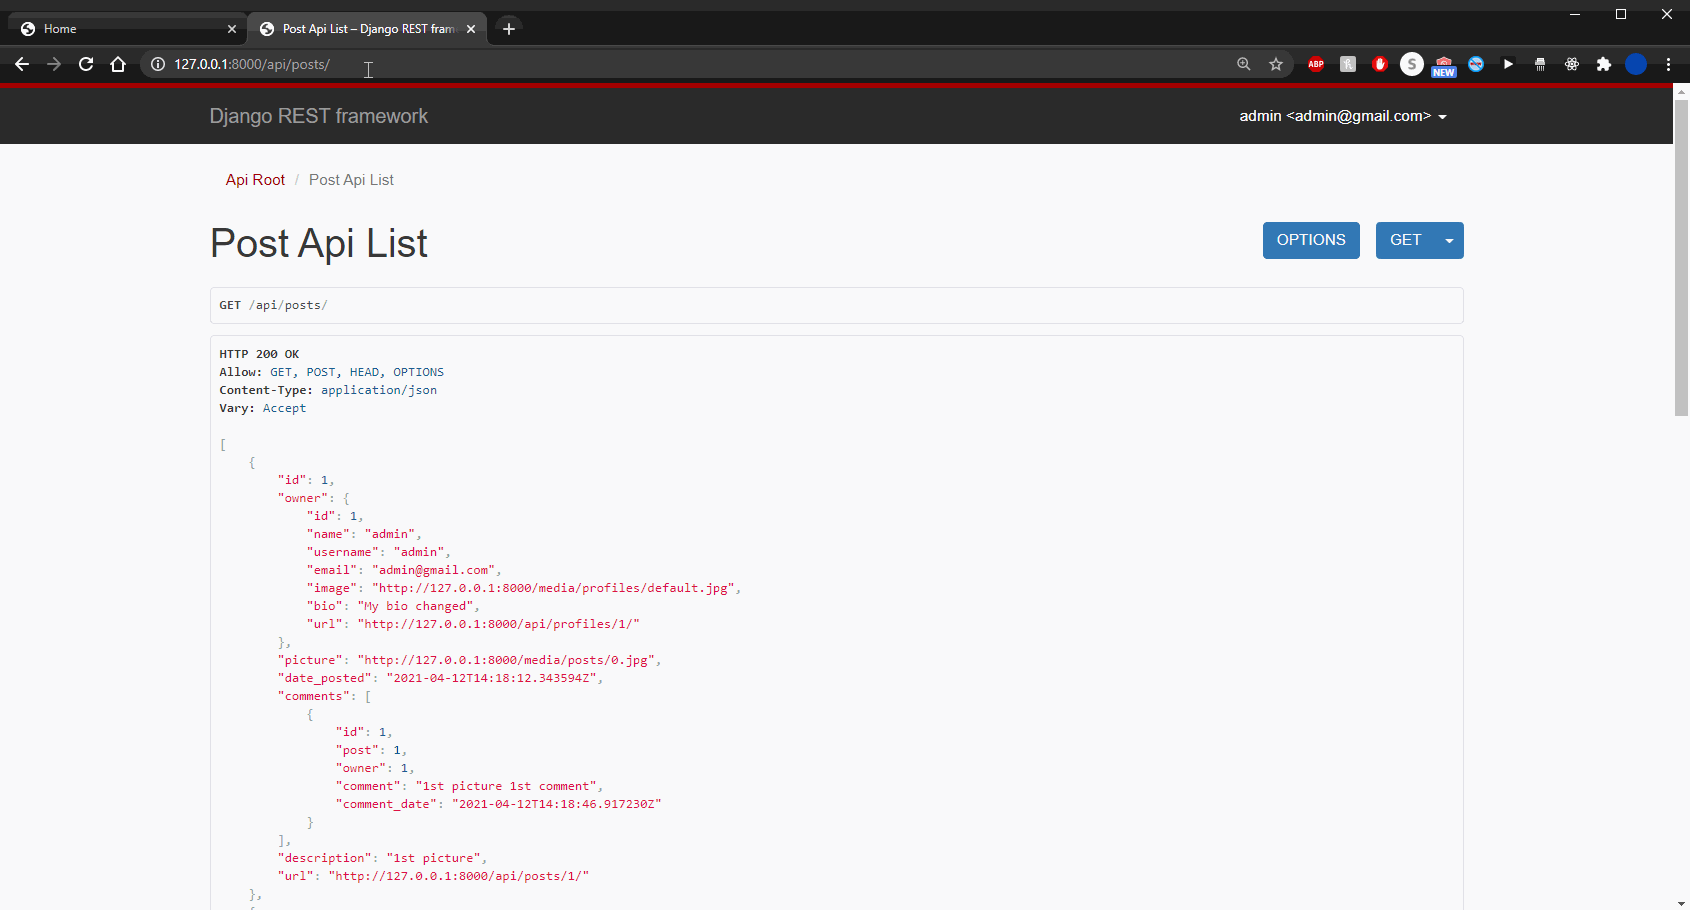 Home
Post Api List – Django REST fram
127.0.0.1:8000/api/posts/
ABP
S
NEW
Django REST framework
admin <admin@gmail.com>
Api Root / Post Api List
Post Api List
OPTIONS
GET
GET /api/posts/
HTTP 200 OK
Allow: GET, POST, HEAD, OPTIONS
Content-Type: application/json
Vary: Accept
[
    {
        "id": 1,
        "owner": {
            "id": 1,
            "name": "admin",
            "username": "admin",
            "email": "admin@gmail.com",
            "image": "http://127.0.0.1:8000/media/profiles/default.jpg",
            "bio": "My bio changed",
            "url": "http://127.0.0.1:8000/api/profiles/1/"
        },
        "picture": "http://127.0.0.1:8000/media/posts/0.jpg",
        "date_posted": "2021-04-12T14:18:12.343594Z",
        "comments": [
            {
                "id": 1,
                "post": 1,
                "owner": 1,
                "comment": "1st picture 1st comment",
                "comment_date": "2021-04-12T14:18:46.917230Z"
            }
        ],
        "description": "1st picture",
        "url": "http://127.0.0.1:8000/api/posts/1/"
    },